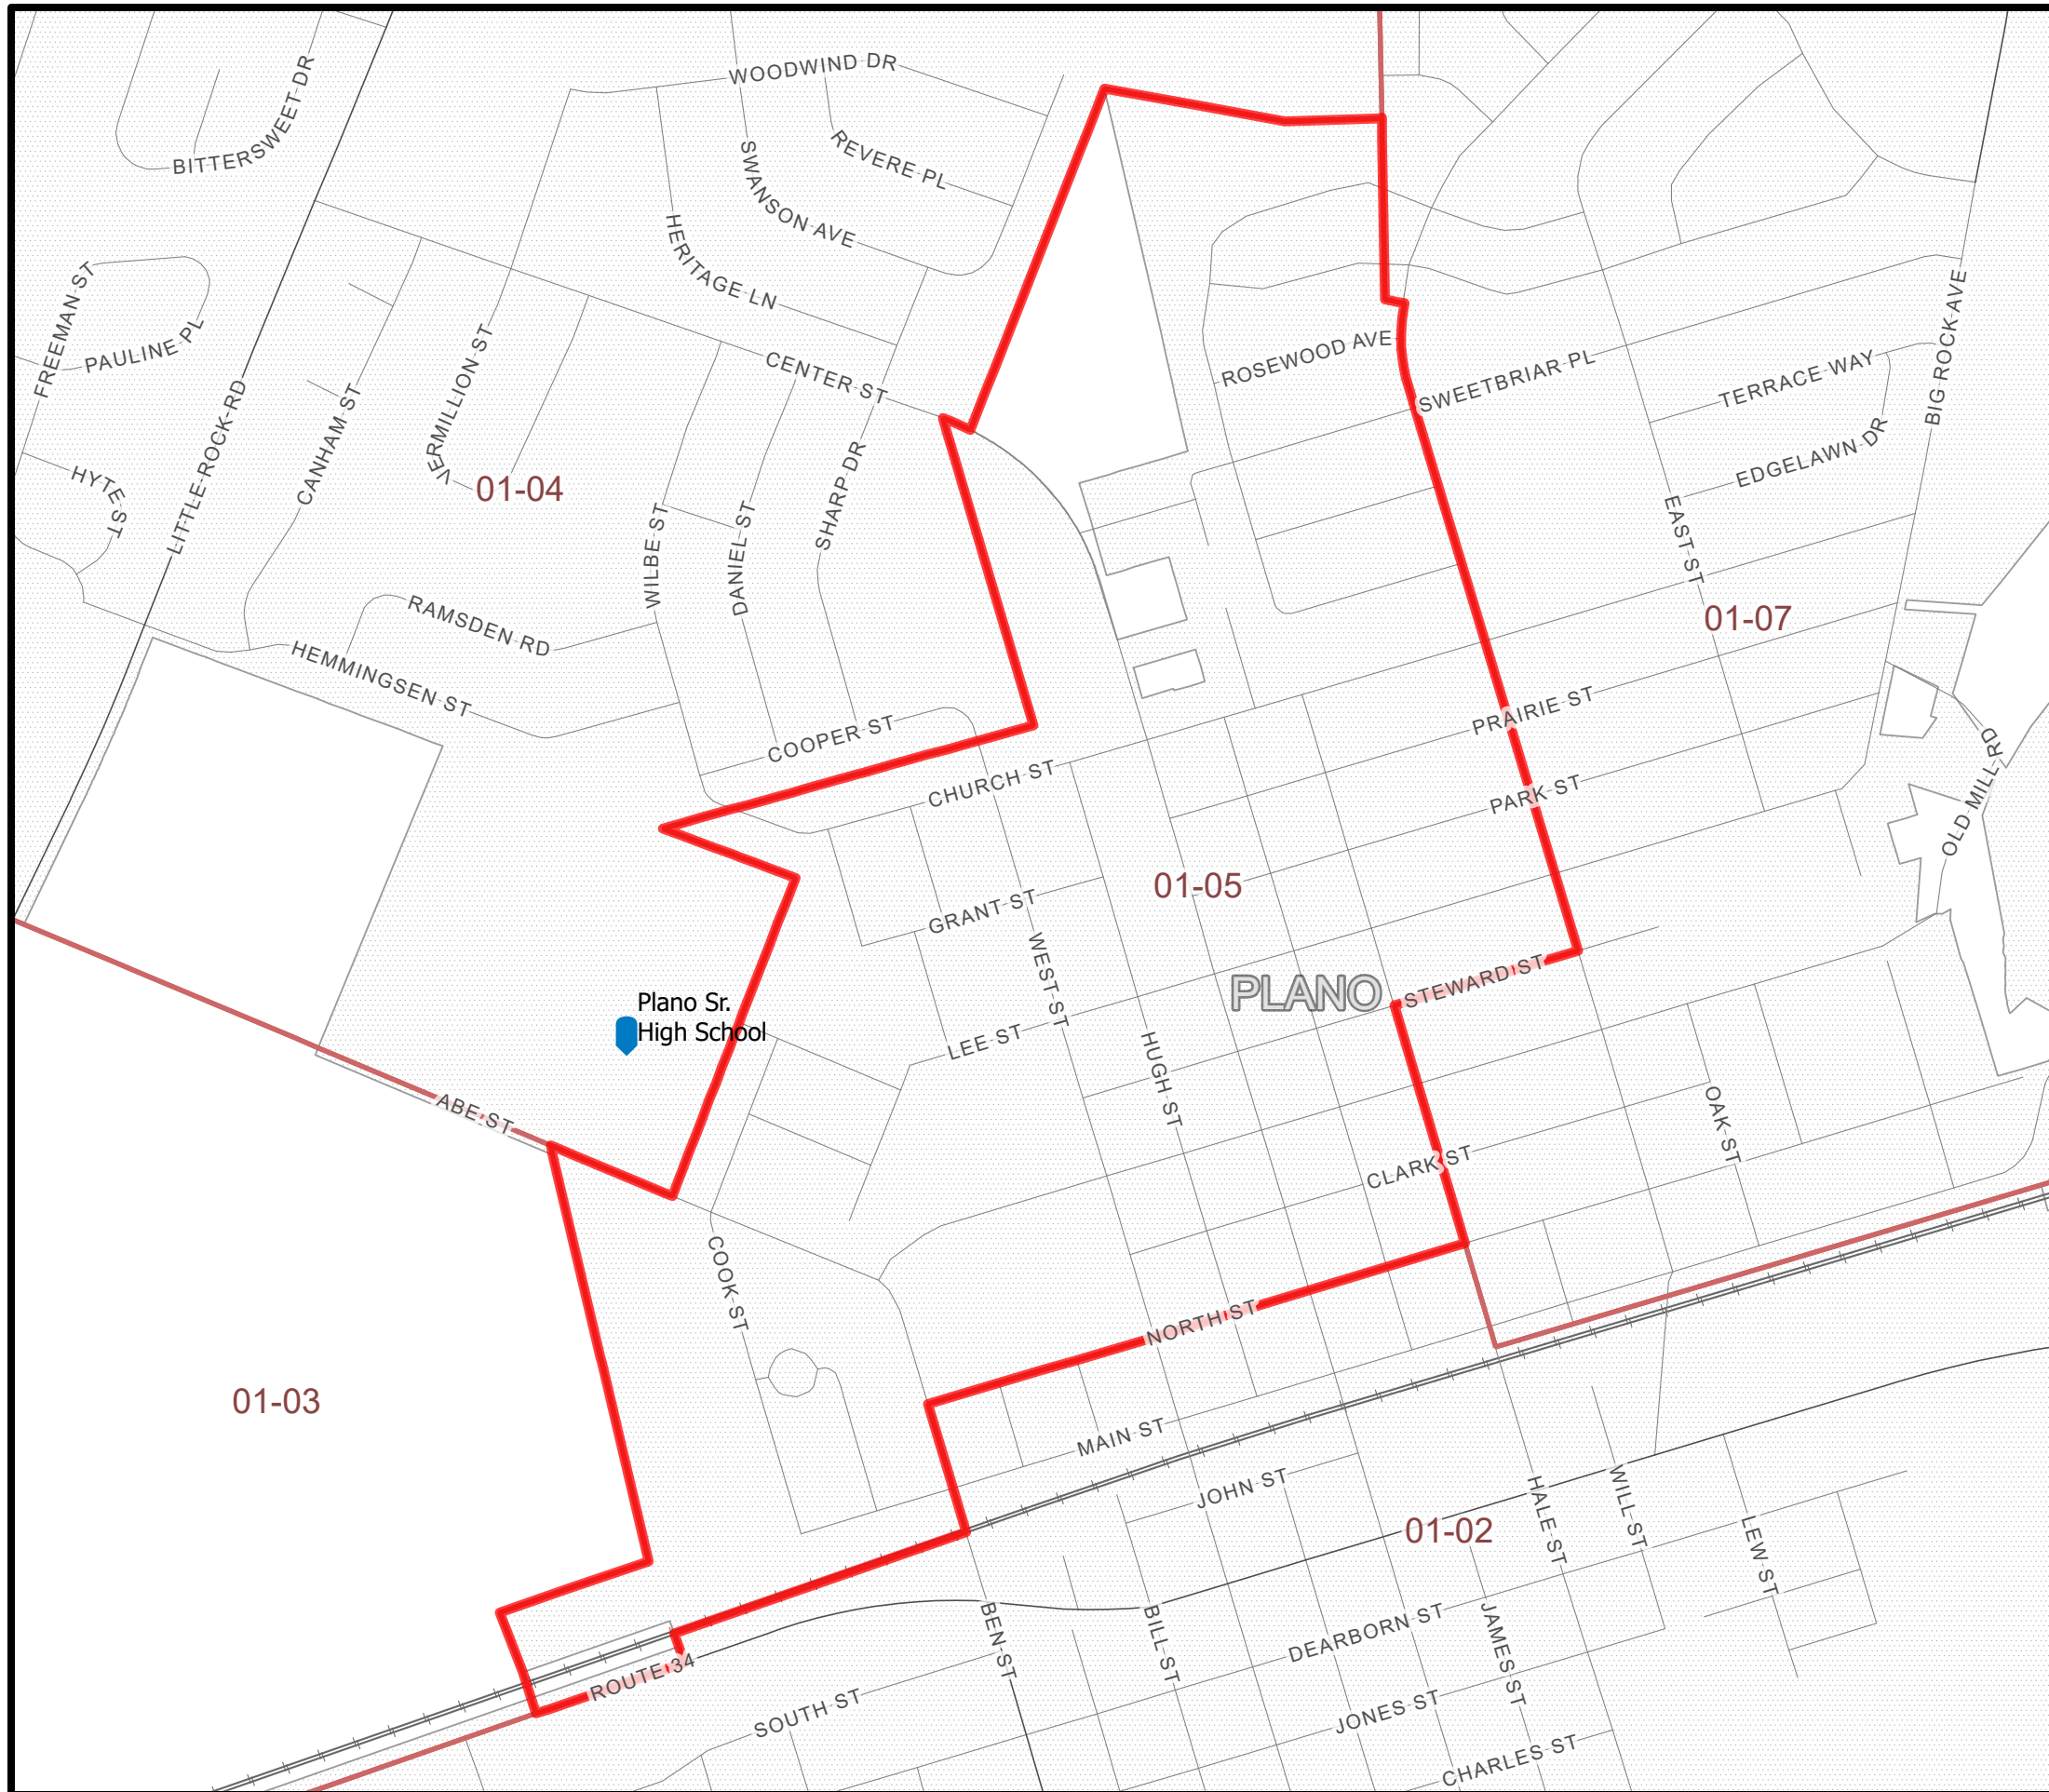 WOODWIND DR
BITTERSWEET DR
REVERE PL
SWANSON AVE
HERITAGE LN
FREEMAN ST
PAULINE PL
LITTLE ROCK RD
CANHAM ST
VERMILLION ST
CENTER ST
ROSEWOOD AVE
SWEETBRIAR PL
TERRACE WAY
BIG ROCK AVE
EDGELAWN DR
HYTE ST
01-04
SHARP DR
WILBE ST
DANIEL ST
EAST ST
RAMSDEN RD
01-07
HEMMINGSEN ST
COOPER ST
PRAIRIE ST
CHURCH ST
PARK ST
OLD MILL RD
01-05
GRANT ST
WEST ST
STEWARD ST
PLANO
Plano Sr.
High School
LEE ST
HUGH ST
ABE ST
OAK ST
CLARK ST
COOK ST
NORTH ST
01-03
MAIN ST
JOHN ST
01-02
HALE ST
WILL ST
LEW ST
BEN ST
BILL ST
DEARBORN ST
JAMES ST
ROUTE 34
SOUTH ST
JONES ST
CHARLES ST